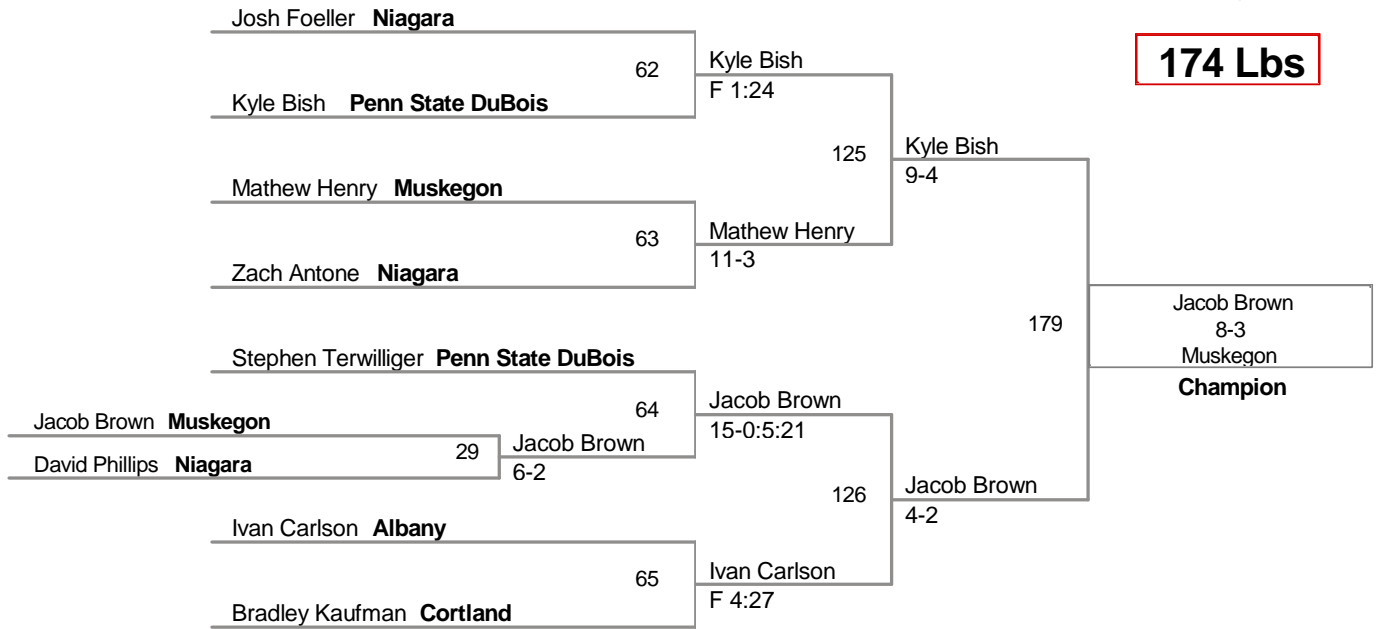 Josh Foeller Niagara
174 Lbs
62
Kyle Bish
F 1:24
Kyle Bish Penn State DuBois
125
Kyle Bish
9-4
Mathew Henry Muskegon
63
Mathew Henry
11-3
Zach Antone Niagara
179
Jacob Brown
8-3
Muskegon
Champion
Stephen Terwilliger Penn State DuBois
64
Jacob Brown
15-0:5:21
Jacob Brown Muskegon
29
Jacob Brown
6-2
David Phillips Niagara
126
Jacob Brown
4-2
Ivan Carlson Albany
65
Ivan Carlson
F 4:27
Bradley Kaufman Cortland